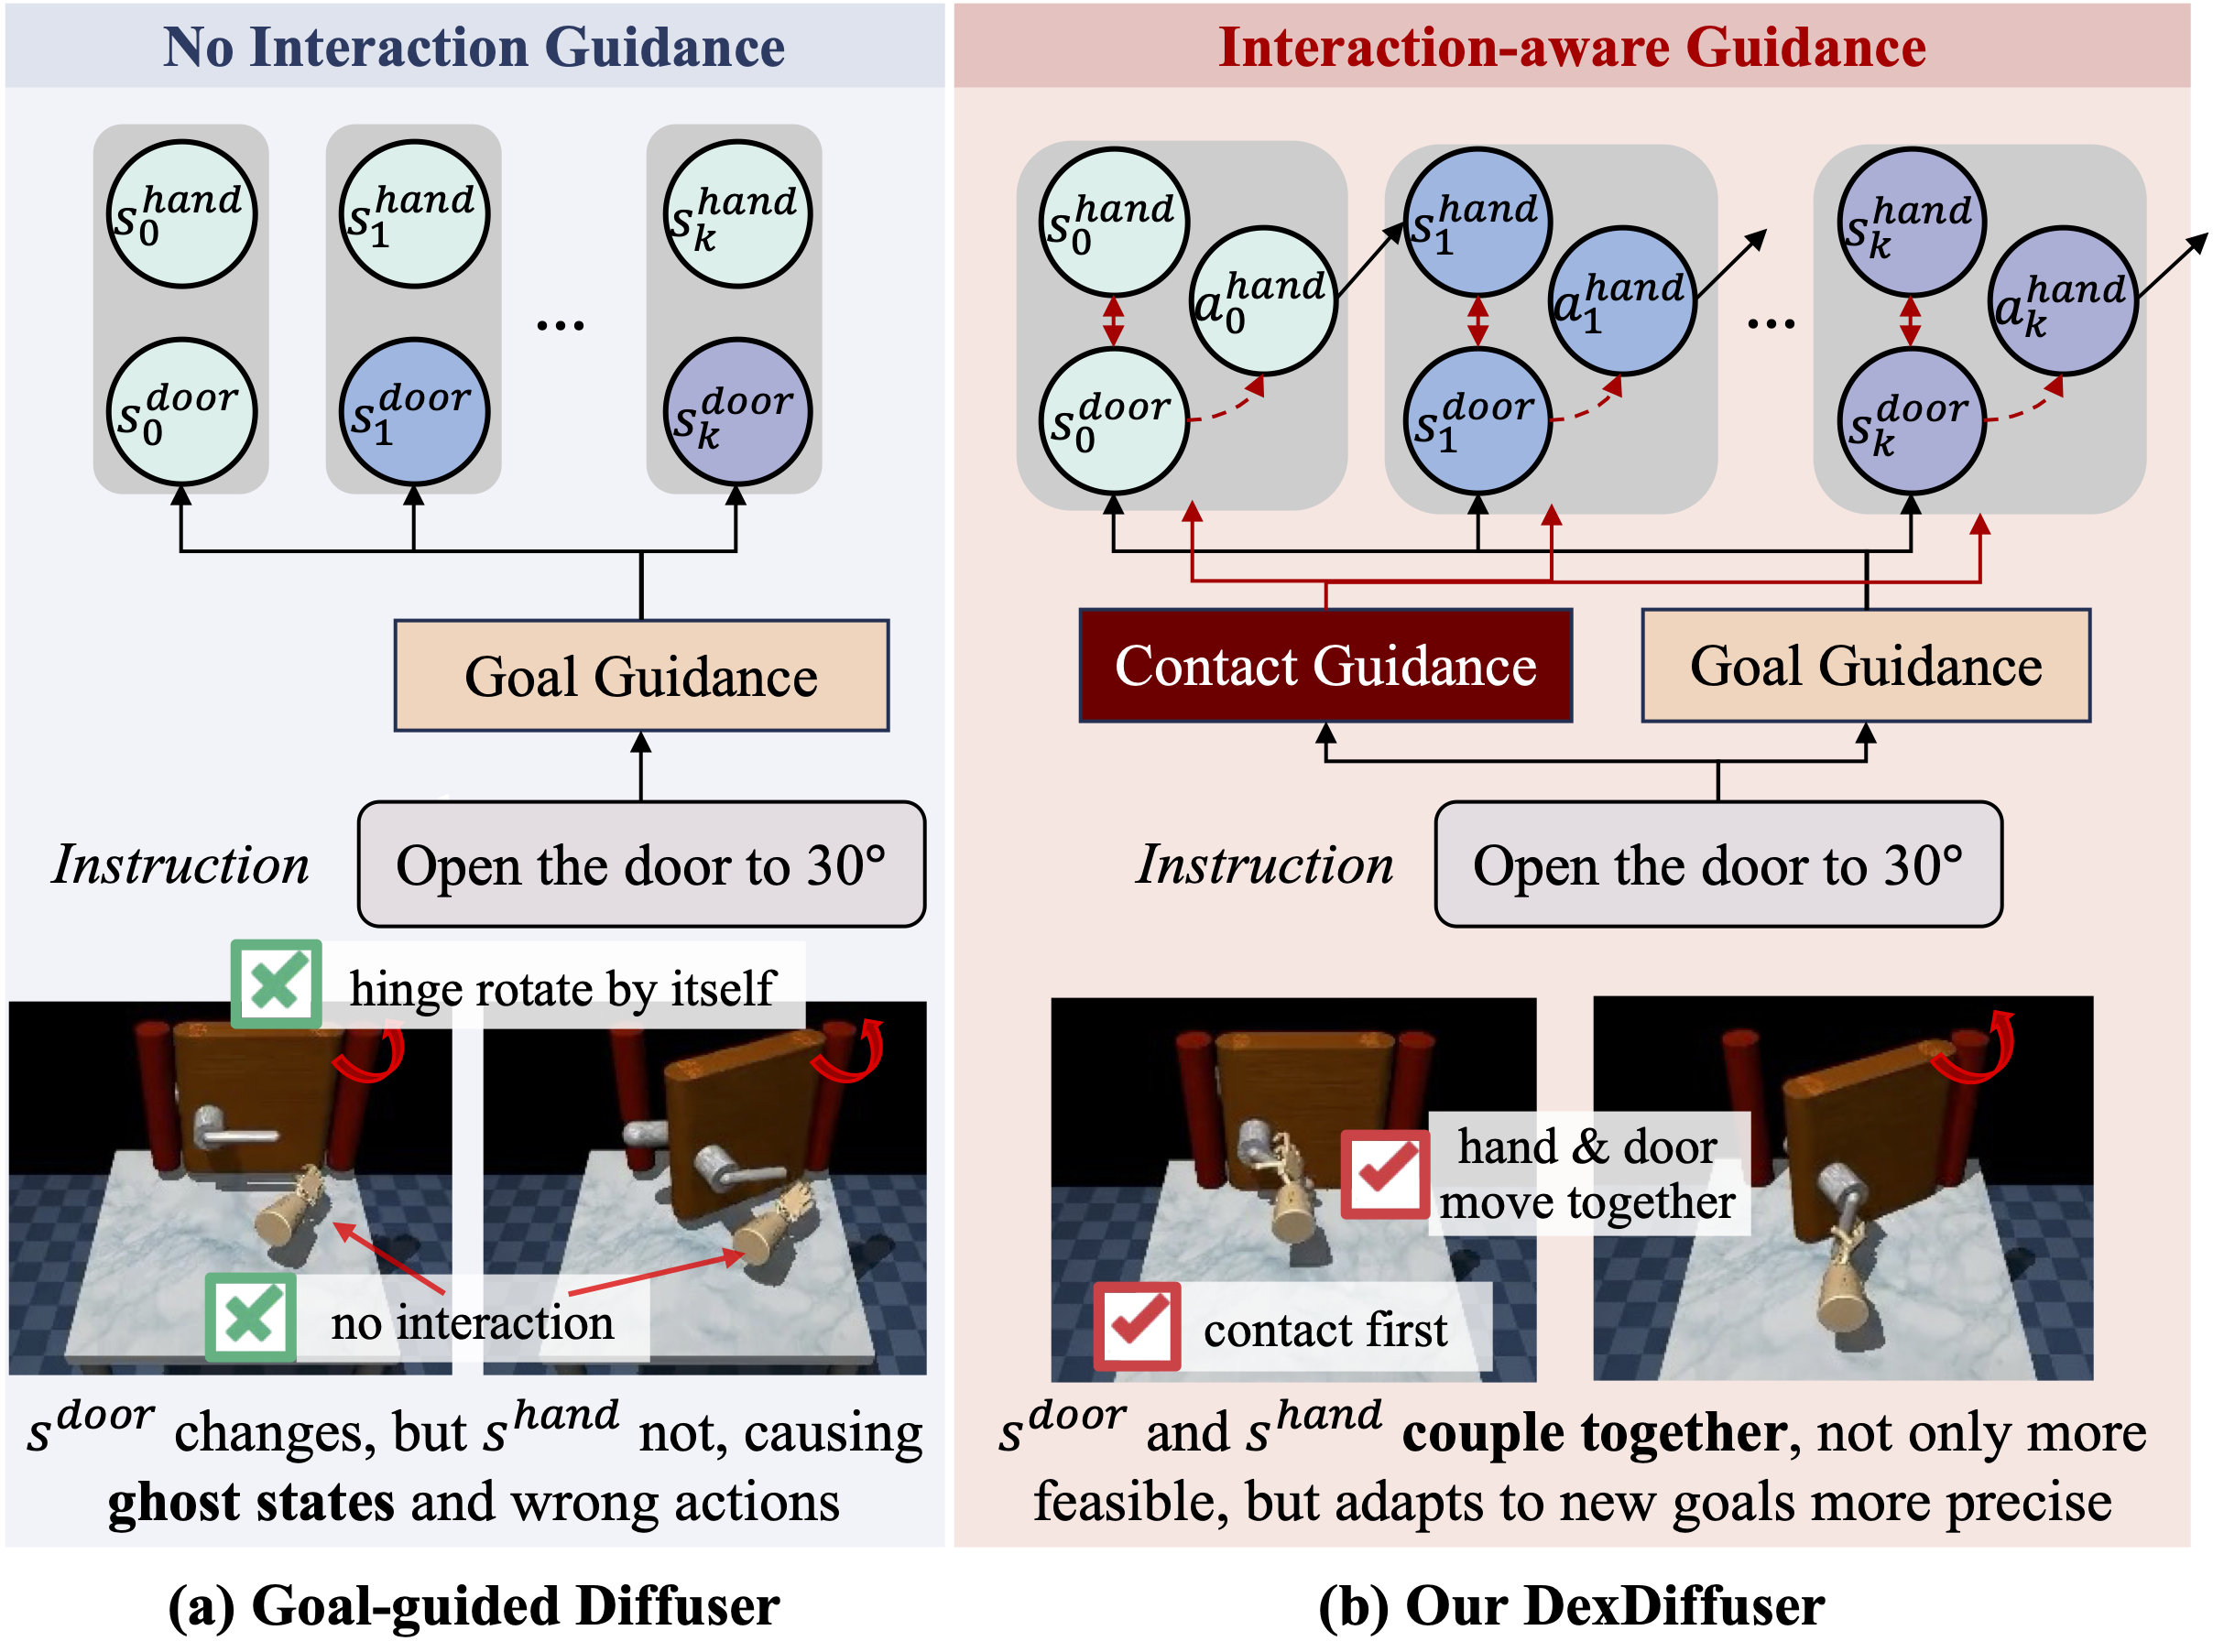 No Interaction Guidance
s_0^hand
s_1^hand
s_k^hand
...
s_0^door
s_1^door
s_k^door
Goal Guidance
Instruction
Open the door to 30°
hinge rotate by itself
no interaction
s^door changes, but s^hand not, causing
ghost states and wrong actions
(a) Goal-guided Diffuser
Interaction-aware Guidance
s_0^hand
a_0^hand
s_1^hand
a_1^hand
...
s_k^hand
a_k^hand
s_0^door
s_1^door
s_k^door
Contact Guidance
Goal Guidance
Instruction
Open the door to 30°
hand & door
move together
contact first
s^door and s^hand couple together, not only more
feasible, but adapts to new goals more precise
(b) Our DexDiffuser